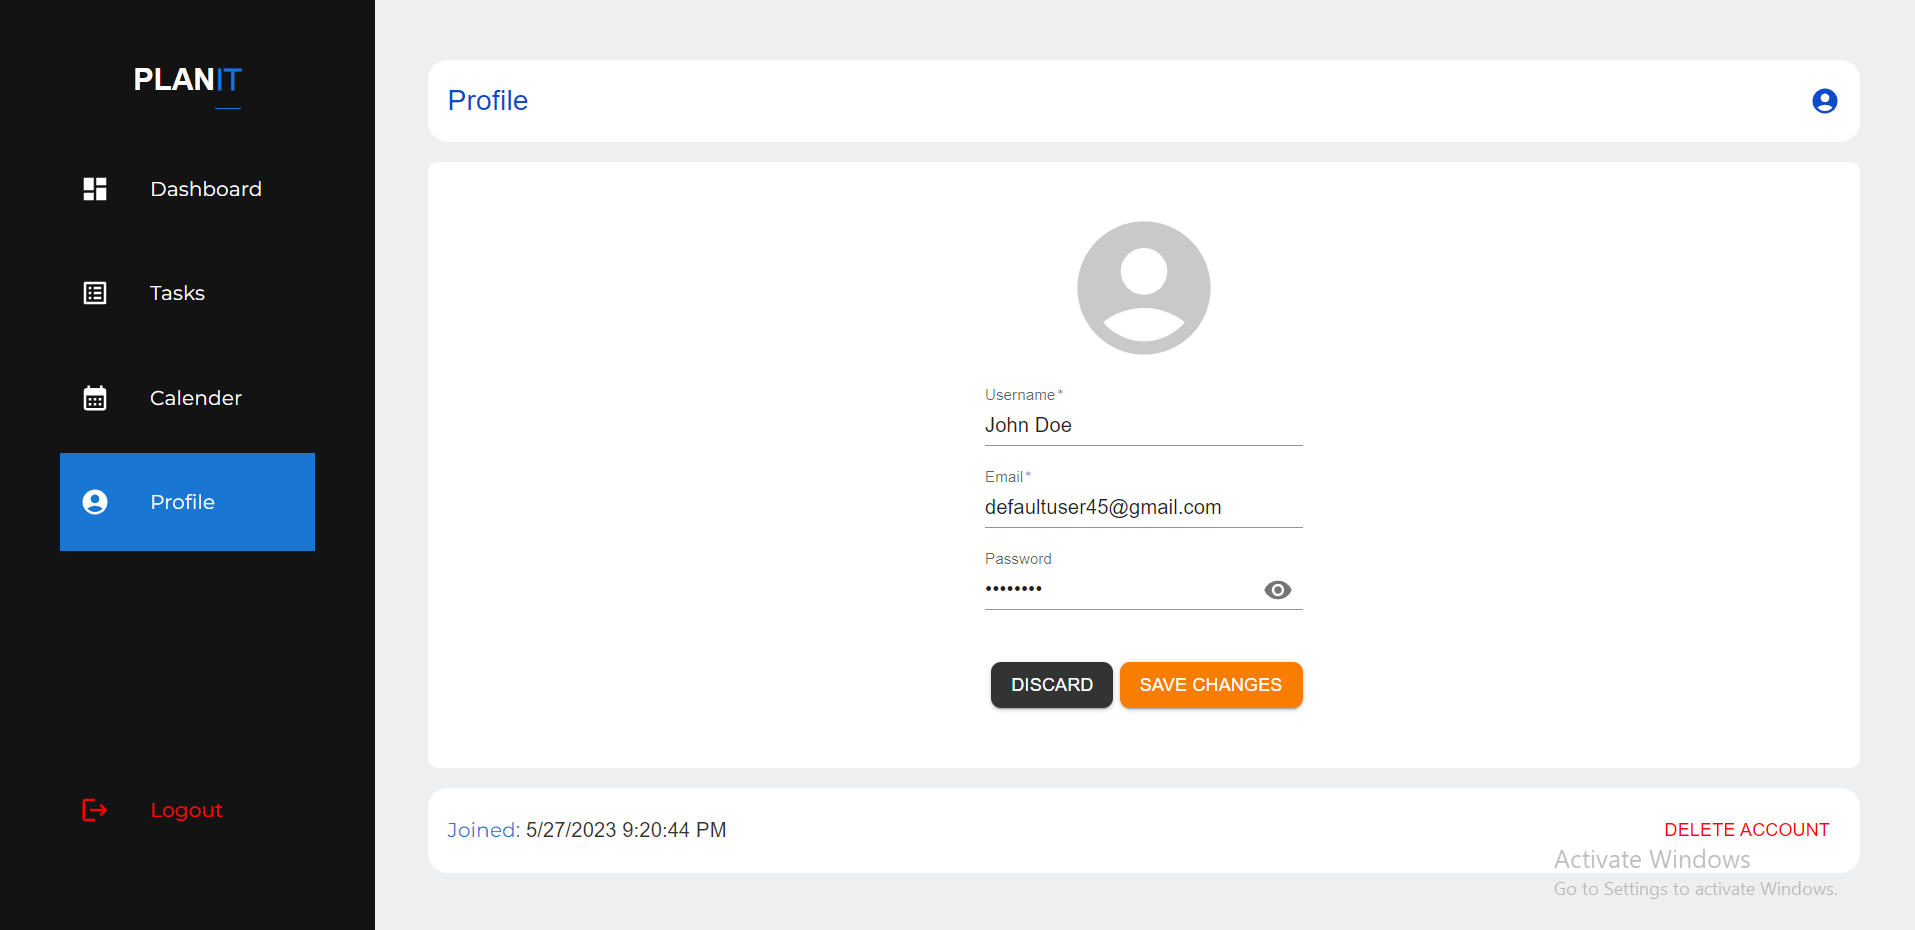 PLANIT
Dashboard
Tasks
Calender
Profile
Logout
Profile
Username*
John Doe
Email*
defaultuser45@gmail.com
Password
••••••••
DISCARD
SAVE CHANGES
Joined: 5/27/2023 9:20:44 PM
DELETE ACCOUNT
Activate Windows
Go to Settings to activate Windows.